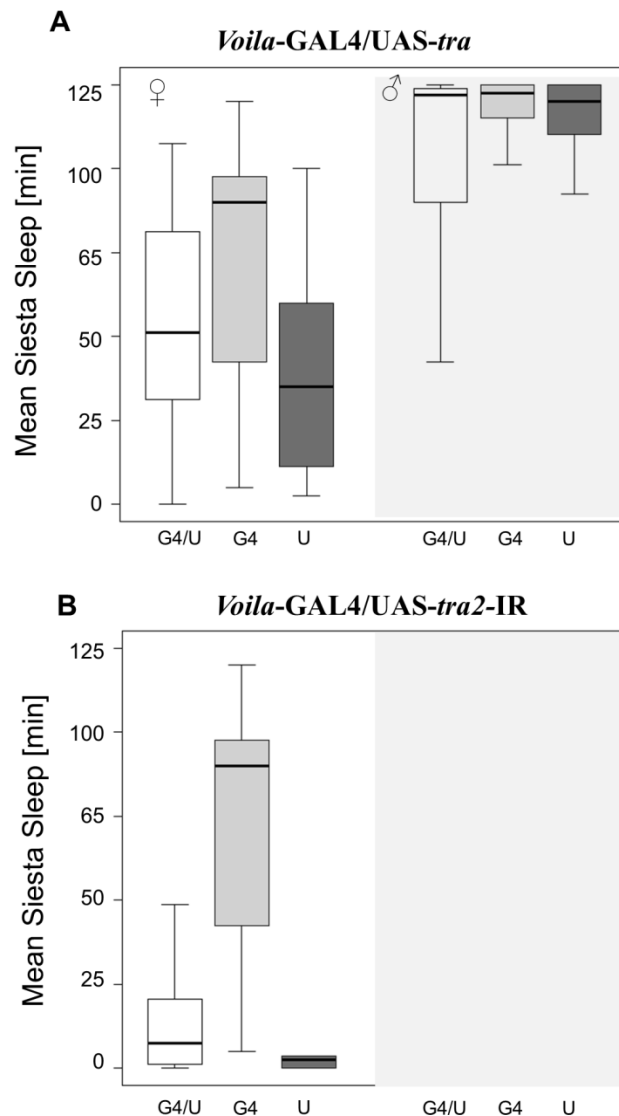 A
Voila-GAL4/UAS-tra
♀
♂
Mean Siesta Sleep [min]
125
100
65
50
25
0
G4/U G4 U G4/U G4 U
B
Voila-GAL4/UAS-tra2-IR
Mean Siesta Sleep [min]
125
100
65
50
25
0
G4/U G4 U G4/U G4 U